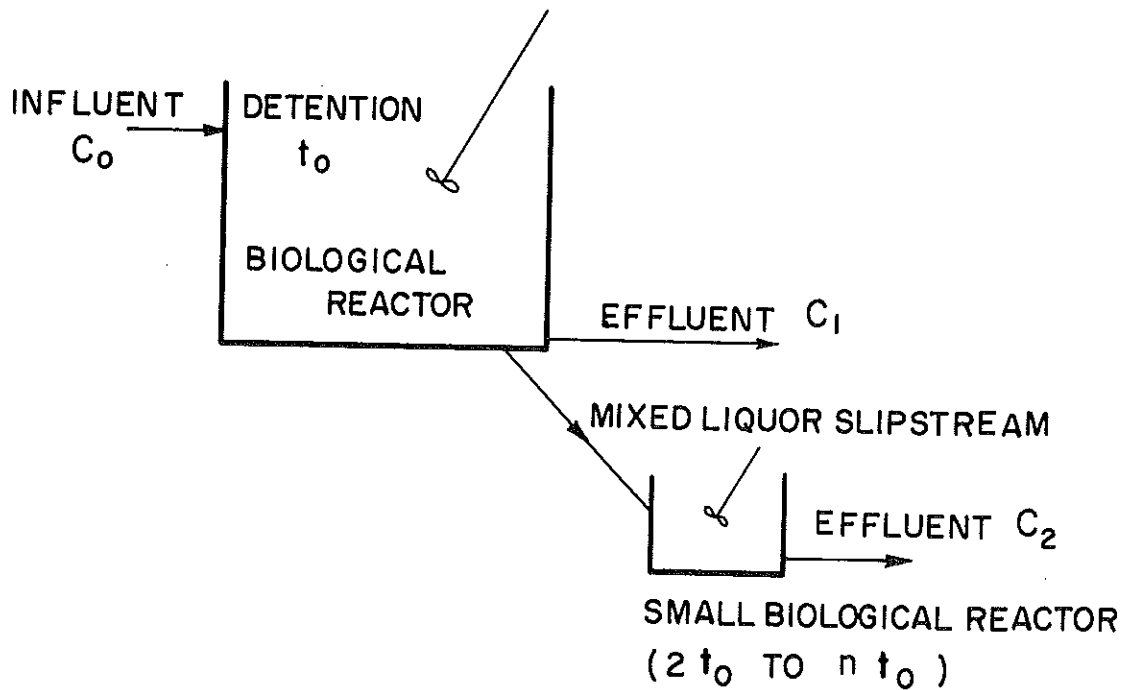 INFLUENT
C₀
DETENTION
t₀
BIOLOGICAL
REACTOR
EFFLUENT C₁
MIXED LIQUOR SLIPSTREAM
EFFLUENT C₂
SMALL BIOLOGICAL REACTOR
(2 t₀ TO n t₀)